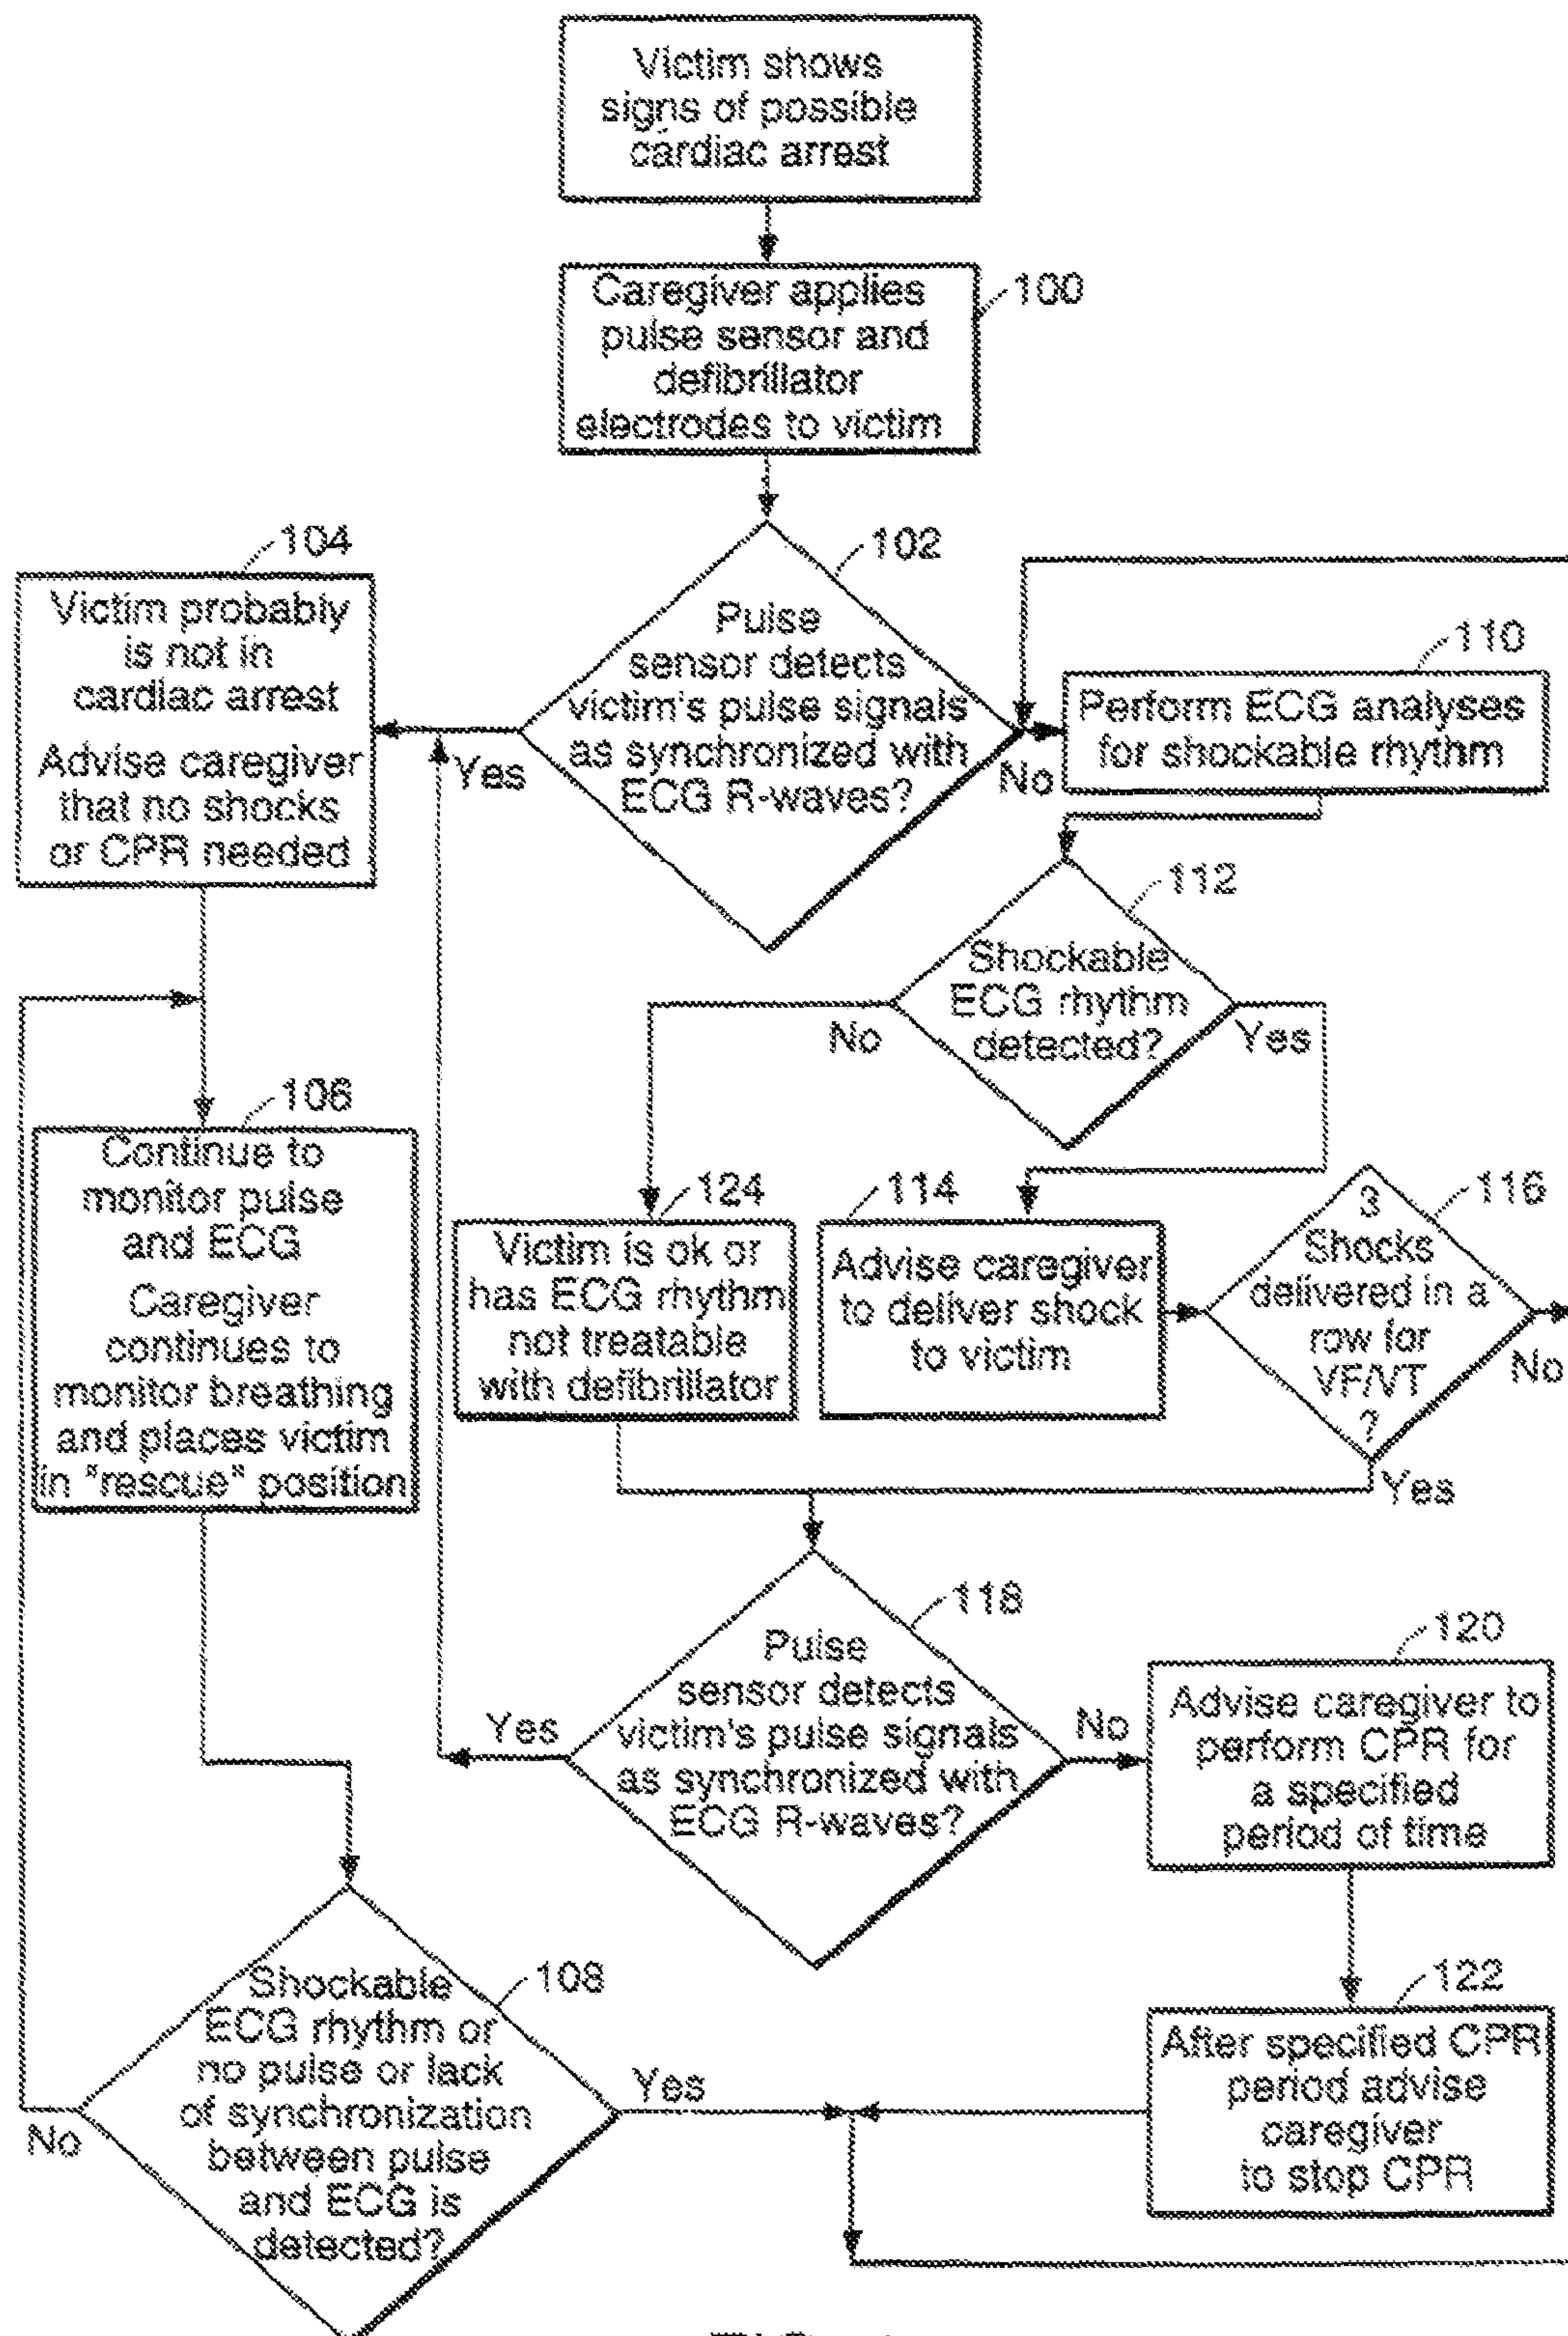 Victim shows
signs of possible
cardiac arrest
Caregiver applies
pulse sensor and
defibrillator
electrodes to victim
100
102
Pulse
sensor detects
victim's pulse signals
as synchronized with
ECG R-waves?
Yes
No
104
Victim probably
is not in
cardiac arrest
Advise caregiver
that no shocks
or CPR needed
110
Perform ECG analyses
for shockable rhythm
112
Shockable
ECG rhythm
detected?
No
Yes
106
Continue to
monitor pulse
and ECG
Caregiver
continues to
monitor breathing
and places victim
in "rescue" position
124
Victim is ok or
has ECG rhythm
not treatable
with defibrillator
114
Advise caregiver
to deliver shock
to victim
116
3
Shocks
delivered in a
row for
VF/VT
?
No
Yes
118
Pulse
sensor detects
victim's pulse signals
as synchronized with
ECG R-waves?
Yes
No
120
Advise caregiver to
perform CPR for
a specified
period of time
122
After specified CPR
period advise
caregiver
to stop CPR
108
Shockable
ECG rhythm or
no pulse or lack
of synchronization
between pulse
and ECG is
detected?
No
Yes